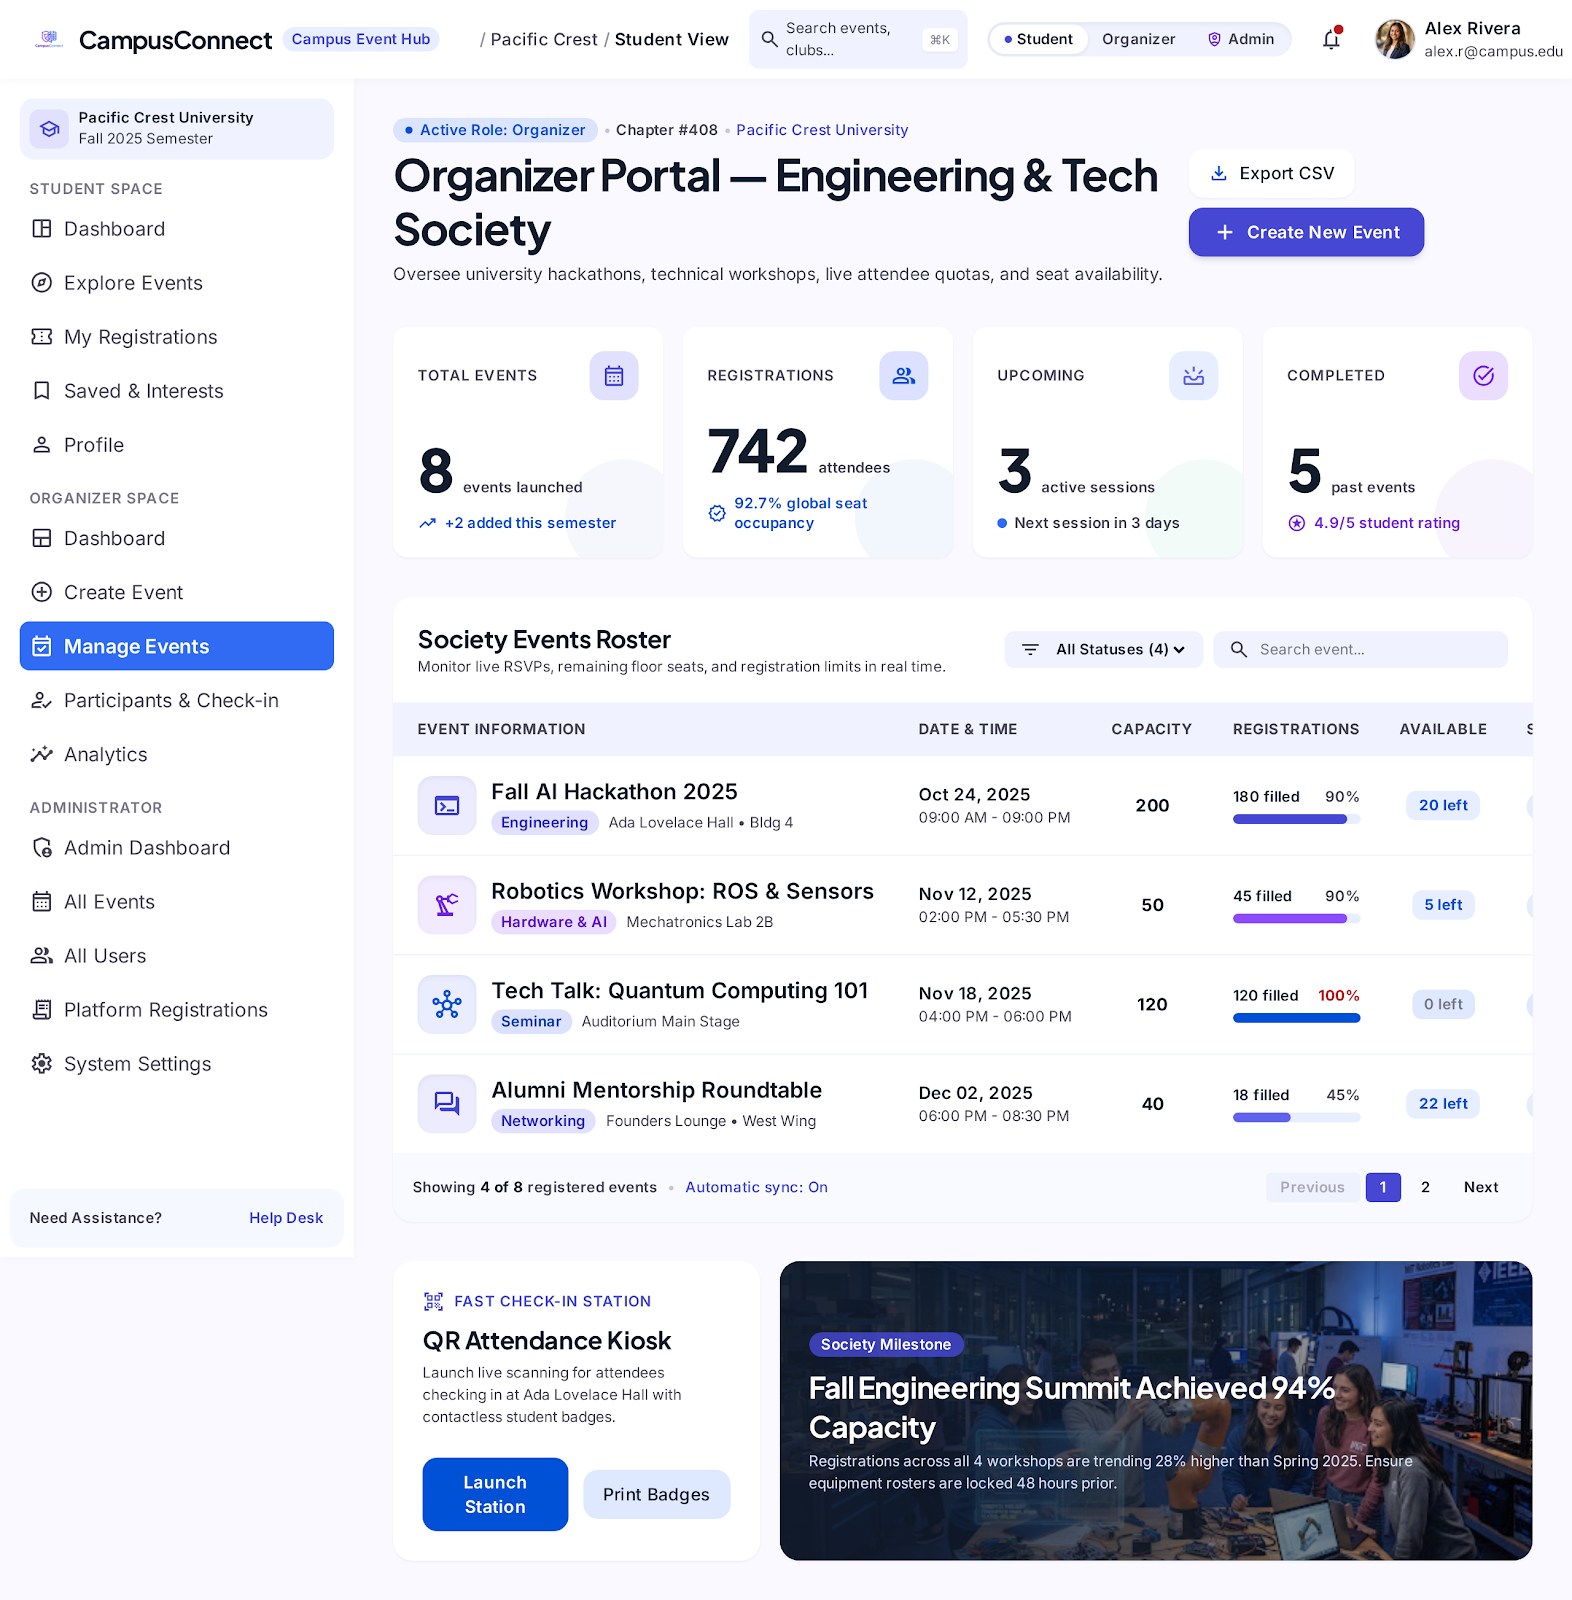 CampusConnect
Campus Event Hub
/ Pacific Crest / Student View
Search events,
clubs...
⌘K
Student
Organizer
Admin
Alex Rivera
alex.r@campus.edu
Pacific Crest University
Fall 2025 Semester
STUDENT SPACE
Dashboard
Explore Events
My Registrations
Saved & Interests
Profile
ORGANIZER SPACE
Dashboard
Create Event
Manage Events
Participants & Check-in
Analytics
ADMINISTRATOR
Admin Dashboard
All Events
All Users
Platform Registrations
System Settings
Need Assistance?
Help Desk
Active Role: Organizer • Chapter #408 • Pacific Crest University
Organizer Portal — Engineering & Tech
Society
Oversee university hackathons, technical workshops, live attendee quotas, and seat availability.
Export CSV
Create New Event
TOTAL EVENTS
8 events launched
+2 added this semester
REGISTRATIONS
742 attendees
92.7% global seat
occupancy
UPCOMING
3 active sessions
Next session in 3 days
COMPLETED
5 past events
4.9/5 student rating
Society Events Roster
Monitor live RSVPs, remaining floor seats, and registration limits in real time.
All Statuses (4)
Search event...
EVENT INFORMATION
DATE & TIME
CAPACITY
REGISTRATIONS
AVAILABLE
Fall AI Hackathon 2025
Engineering
Ada Lovelace Hall • Bldg 4
Oct 24, 2025
09:00 AM - 09:00 PM
200
180 filled
90%
20 left
Robotics Workshop: ROS & Sensors
Hardware & AI
Mechatronics Lab 2B
Nov 12, 2025
02:00 PM - 05:30 PM
50
45 filled
90%
5 left
Tech Talk: Quantum Computing 101
Seminar
Auditorium Main Stage
Nov 18, 2025
04:00 PM - 06:00 PM
120
120 filled
100%
0 left
Alumni Mentorship Roundtable
Networking
Founders Lounge • West Wing
Dec 02, 2025
06:00 PM - 08:30 PM
40
18 filled
45%
22 left
Showing 4 of 8 registered events • Automatic sync: On
Previous
1
2
Next
FAST CHECK-IN STATION
QR Attendance Kiosk
Launch live scanning for attendees
checking in at Ada Lovelace Hall with
contactless student badges.
Launch
Station
Print Badges
Society Milestone
Fall Engineering Summit Achieved 94%
Capacity
Registrations across all 4 workshops are trending 28% higher than Spring 2025. Ensure
equipment rosters are locked 48 hours prior.
IEEE